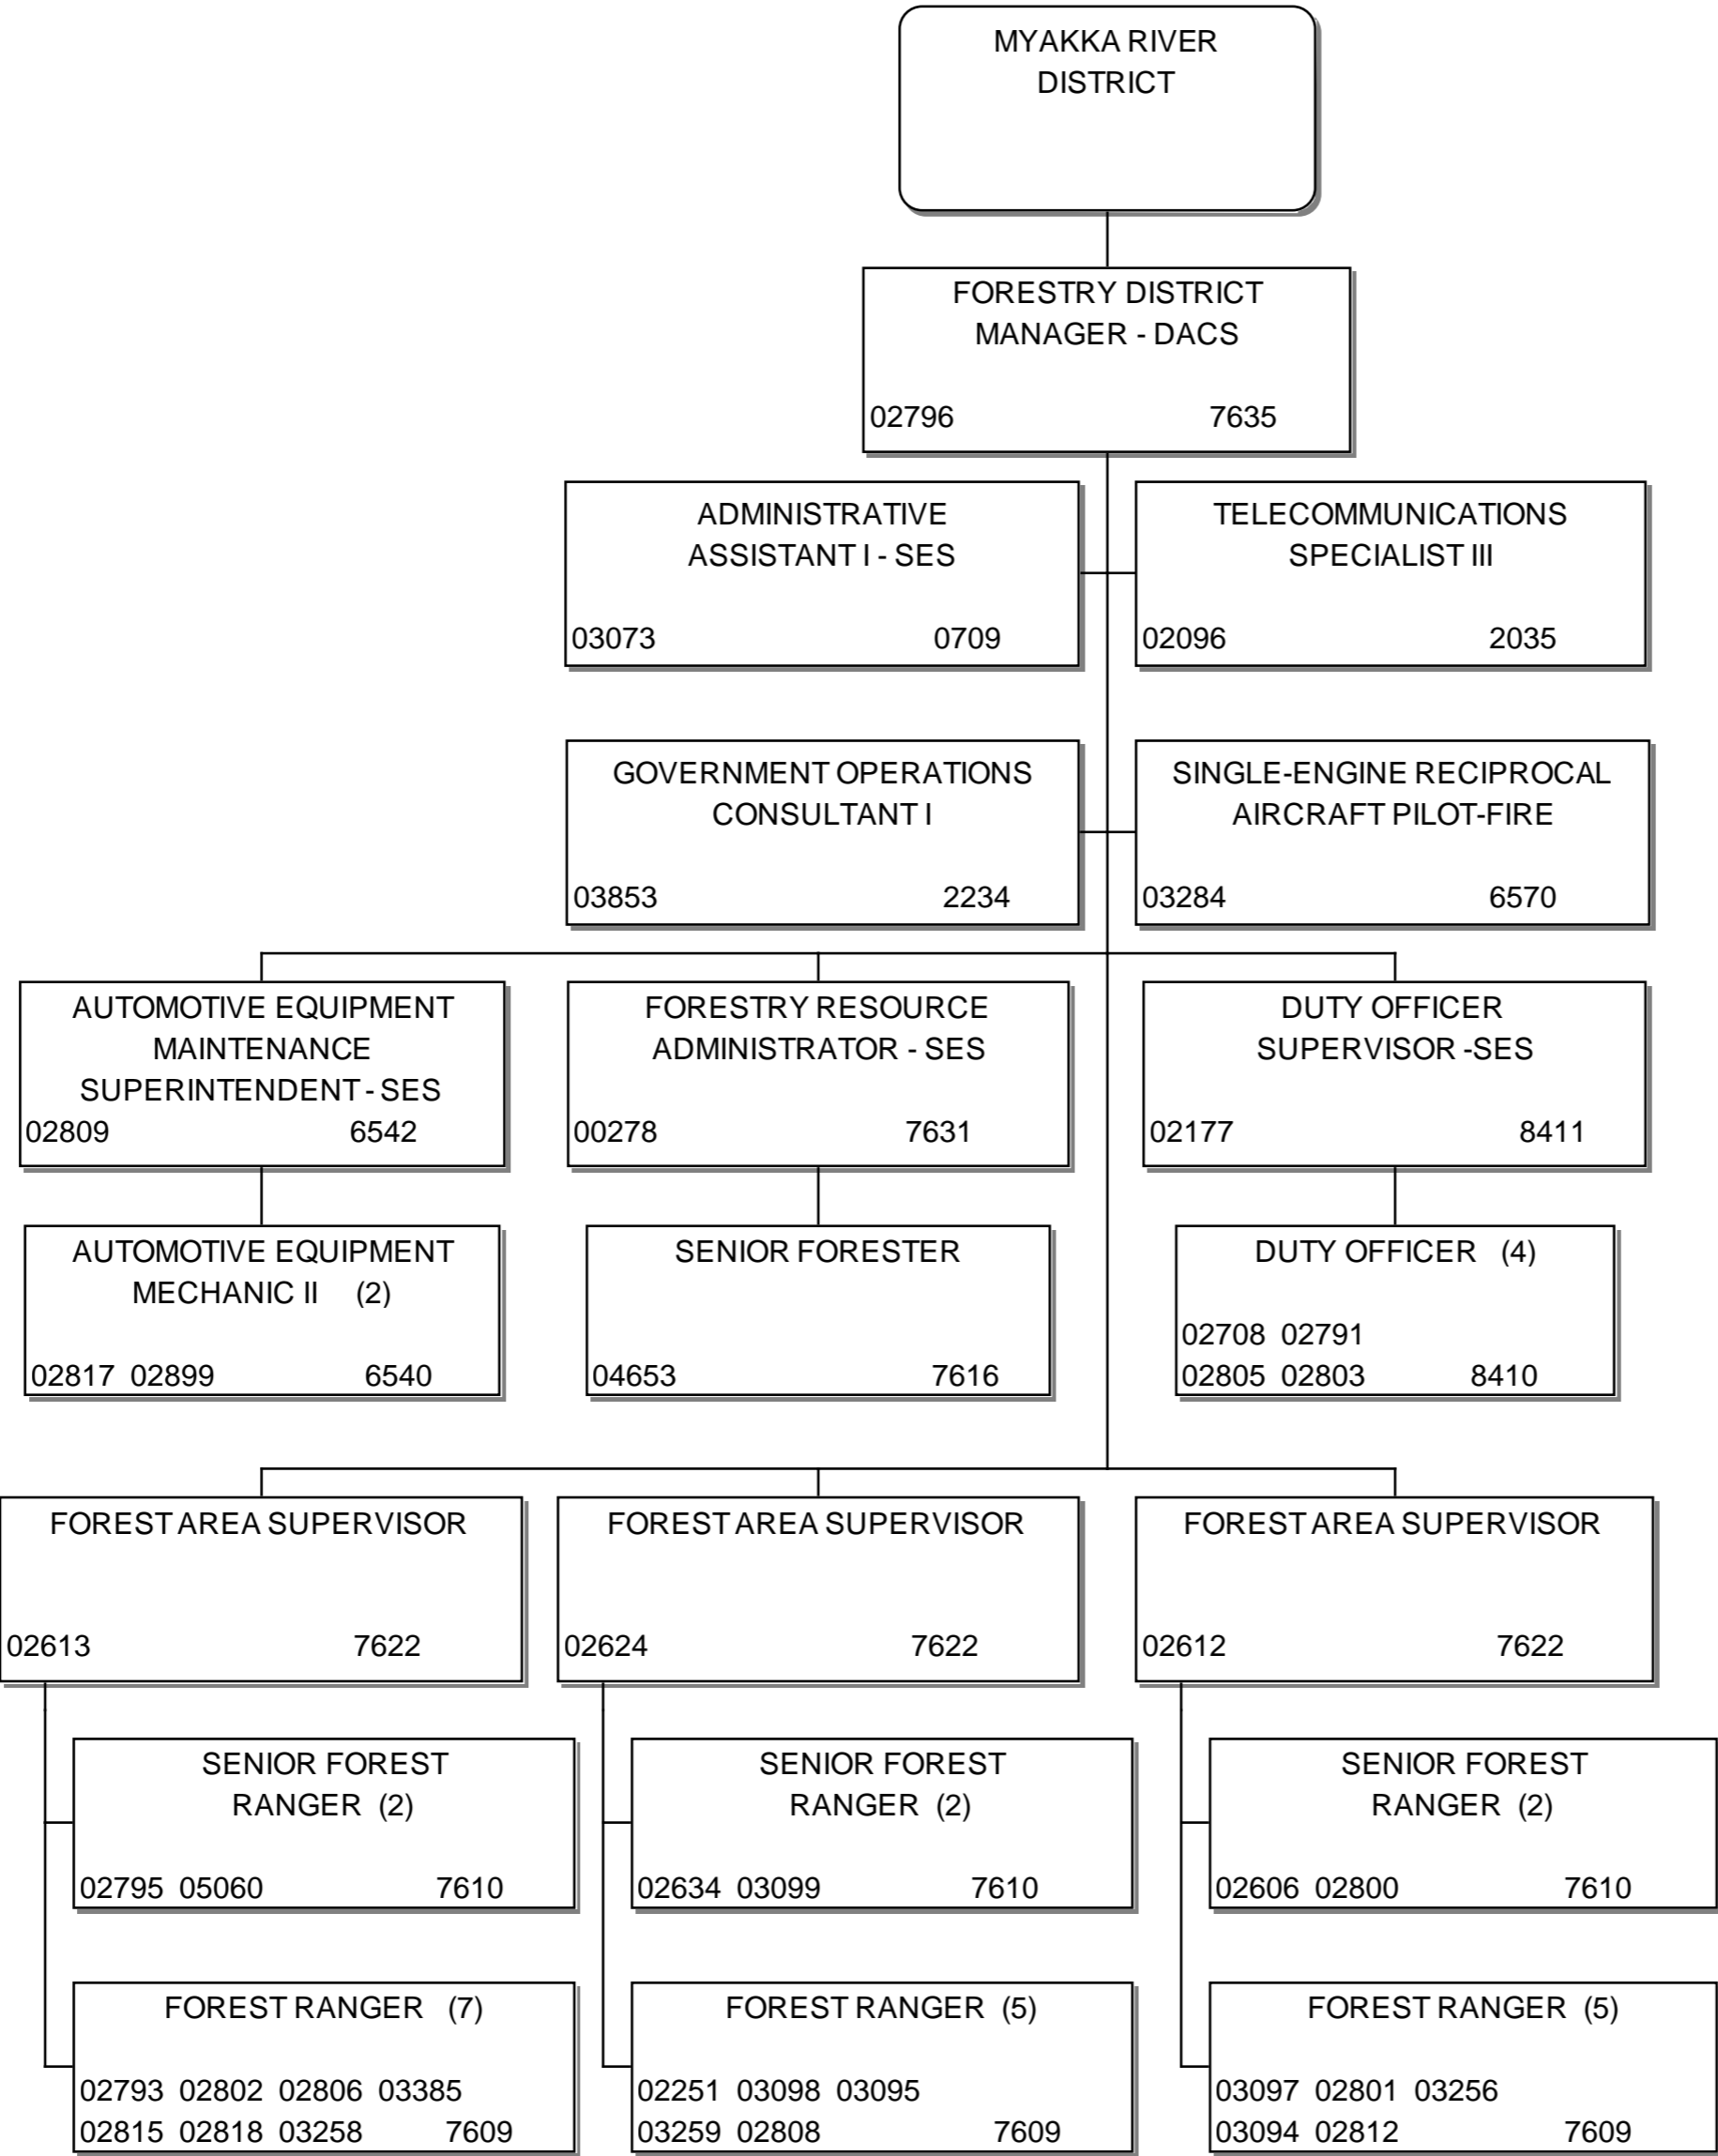 MYAKKA RIVER
DISTRICT
FORESTRY DISTRICT
MANAGER - DACS
02796 7635
ADMINISTRATIVE
ASSISTANT I - SES
03073 0709
TELECOMMUNICATIONS
SPECIALIST III
02096 2035
GOVERNMENT OPERATIONS
CONSULTANT I
03853 2234
SINGLE-ENGINE RECIPROCAL
AIRCRAFT PILOT-FIRE
03284 6570
AUTOMOTIVE EQUIPMENT
MAINTENANCE
SUPERINTENDENT - SES
02809 6542
FORESTRY RESOURCE
ADMINISTRATOR - SES
00278 7631
DUTY OFFICER
SUPERVISOR -SES
02177 8411
AUTOMOTIVE EQUIPMENT
MECHANIC II (2)
02817 02899 6540
SENIOR FORESTER
04653 7616
DUTY OFFICER (4)
02708 02791
02805 02803 8410
FOREST AREA SUPERVISOR
02613 7622
FOREST AREA SUPERVISOR
02624 7622
FOREST AREA SUPERVISOR
02612 7622
SENIOR FOREST
RANGER (2)
02795 05060 7610
SENIOR FOREST
RANGER (2)
02634 03099 7610
SENIOR FOREST
RANGER (2)
02606 02800 7610
FOREST RANGER (7)
02793 02802 02806 03385
02815 02818 03258 7609
FOREST RANGER (5)
02251 03098 03095
03259 02808 7609
FOREST RANGER (5)
03097 02801 03256
03094 02812 7609